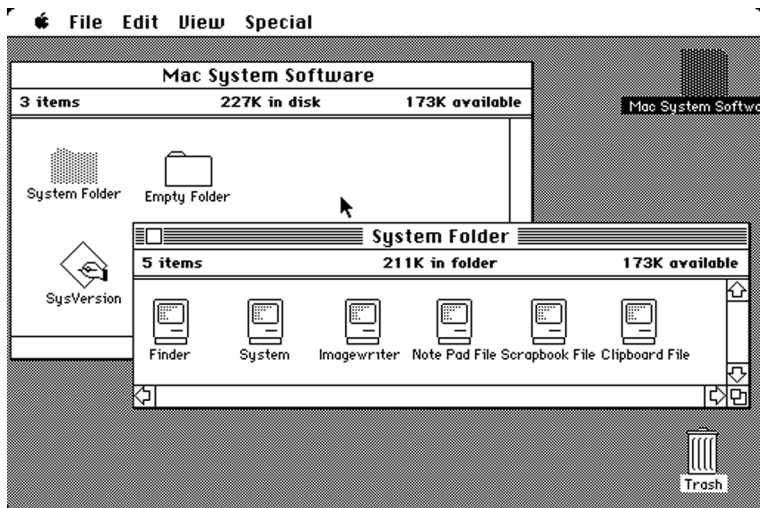 File Edit View Special
Mac System Software
3 items 227K in disk 173K available
Mac System Softwa
System Folder Empty Folder
SysVersion
System Folder
5 items 211K in folder 173K available
Finder System Imagewriter Note Pad File Scrapbook File Clipboard File
Trash